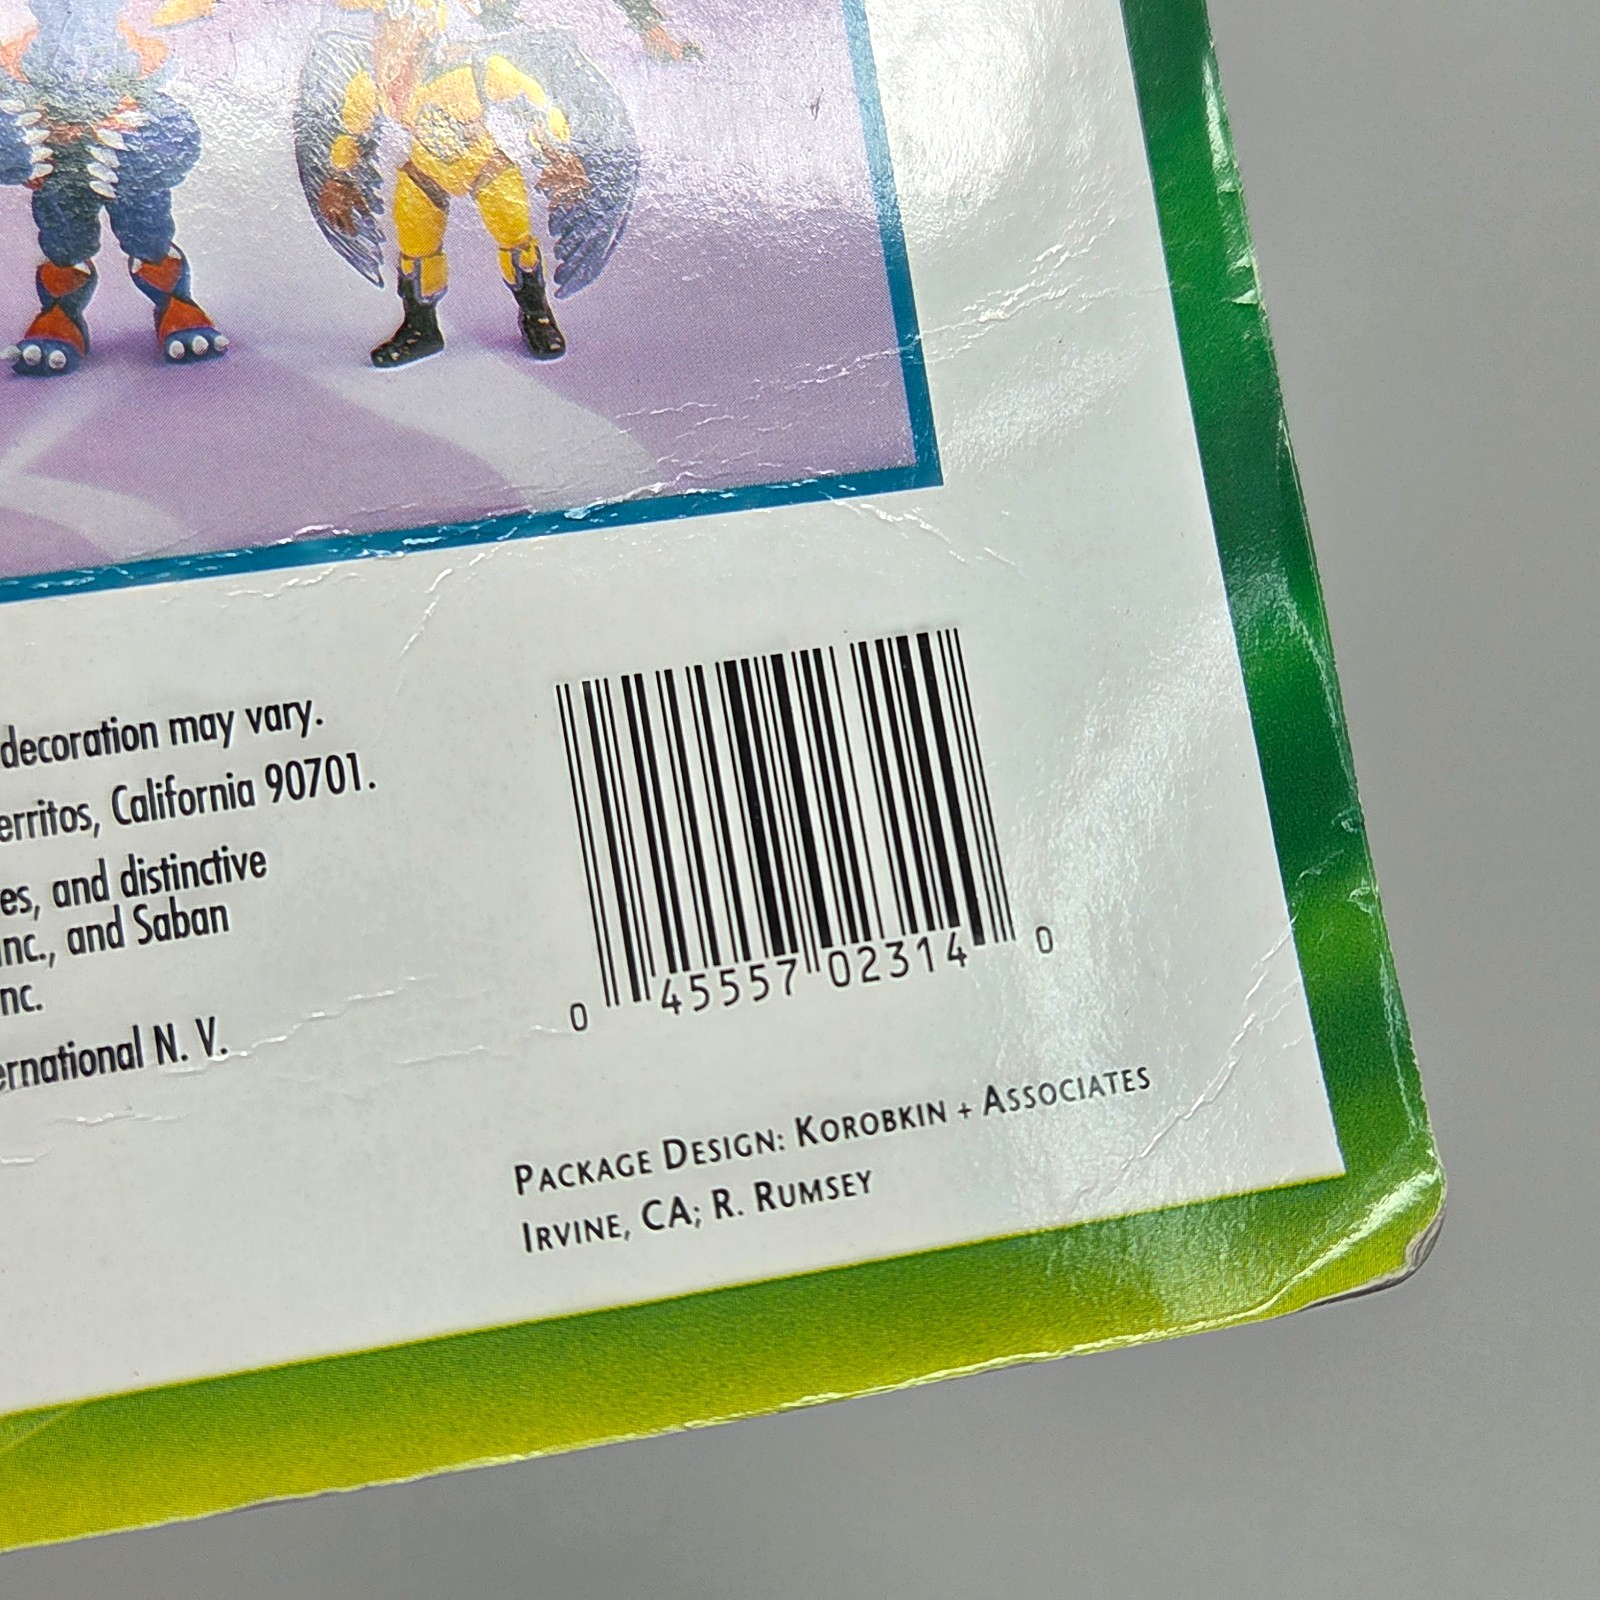 decoration may vary.
erritos, California 90701.
es, and distinctive
nc., and Saban
nc.
ernational N. V.
0 45557 02314 0
PACKAGE DESIGN: KOROBKIN + ASSOCIATES
IRVINE, CA; R. RUMSEY